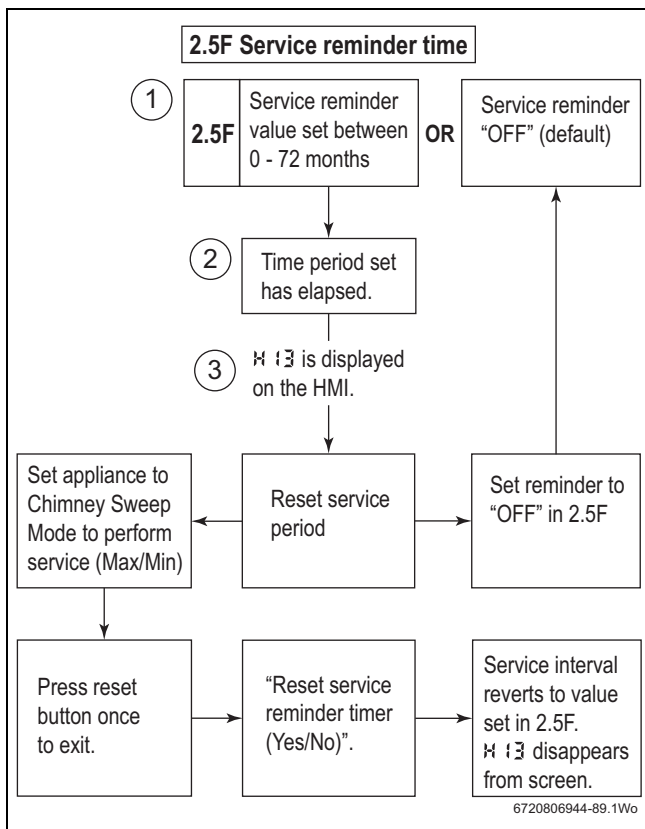 2.5F Service reminder time
1
2.5F
Service reminder
value set between
0 - 72 months
OR
Service reminder
“OFF” (default)
2
Time period set
has elapsed.
3
H13 is displayed
on the HMI.
Set appliance to
Chimney Sweep
Mode to perform
service (Max/Min)
Reset service
period
Set reminder to
“OFF” in 2.5F
Press reset
button once
to exit.
“Reset service
reminder timer
(Yes/No)”.
Service interval
reverts to value
set in 2.5F.
H13 disappears
from screen.
6720806944-89.1Wo